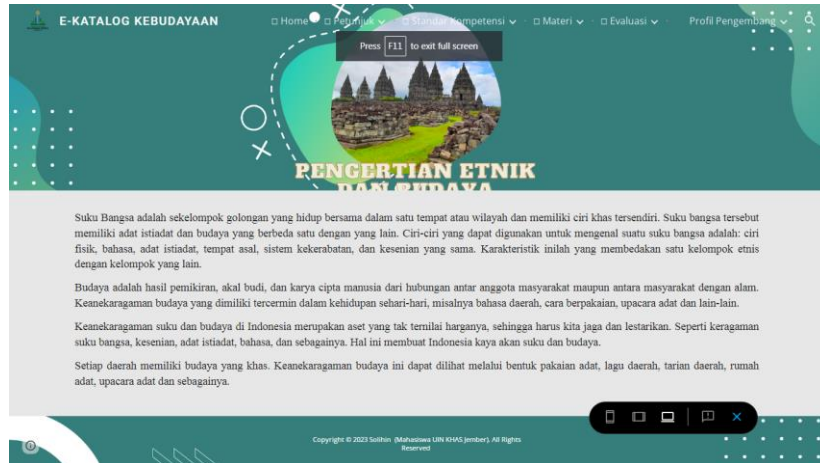 E-KATALOG KEBUDAYAAN
Home Petunjuk Standar Kompetensi Materi Evaluasi Profil Pengembang
Press F11 to exit full screen
PENGERTIAN ETNIK
DAN BUDAYA
Suku Bangsa adalah sekelompok golongan yang hidup bersama dalam satu tempat atau wilayah dan memiliki ciri khas tersendiri. Suku bangsa tersebut
memiliki adat istiadat dan budaya yang berbeda satu dengan yang lain. Ciri-ciri yang dapat digunakan untuk mengenal suatu suku bangsa adalah: ciri
fisik, bahasa, adat istiadat, tempat asal, sistem kekerabatan, dan kesenian yang sama. Karakteristik inilah yang membedakan satu kelompok etnis
dengan kelompok yang lain.
Budaya adalah hasil pemikiran, akal budi, dan karya cipta manusia dari hubungan antar anggota masyarakat maupun antara masyarakat dengan alam.
Keanekaragaman budaya yang dimiliki tercermin dalam kehidupan sehari-hari, misalnya bahasa daerah, cara berpakaian, upacara adat dan lain-lain.
Keanekaragaman suku dan budaya di Indonesia merupakan aset yang tak ternilai harganya, sehingga harus kita jaga dan lestarikan. Seperti keragaman
suku bangsa, kesenian, adat istiadat, bahasa, dan sebagainya. Hal ini membuat Indonesia kaya akan suku dan budaya.
Setiap daerah memiliki budaya yang khas. Keanekaragaman budaya ini dapat dilihat melalui bentuk pakaian adat, lagu daerah, tarian daerah, rumah
adat, upacara adat dan sebagainya.
Copyright © 2023 Solihin (Mahasiswa UIN KHAS Jember), All Rights
Reserved